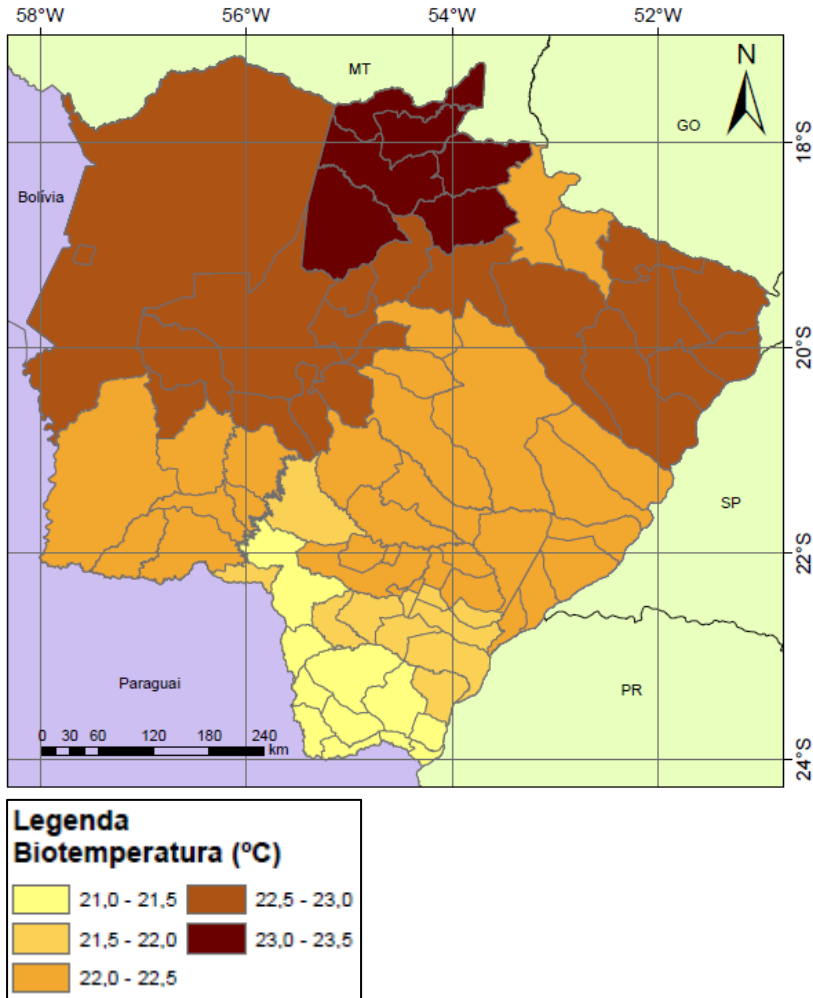 58°W 56°W 54°W 52°W
MT
N
GO
18°S
Bolívia
20°S
SP
22°S
Paraguai
PR
0 30 60 120 180 240
km
24°S
Legenda
Biotemperatura (ºC)
21,0 - 21,5 22,5 - 23,0
21,5 - 22,0 23,0 - 23,5
22,0 - 22,5